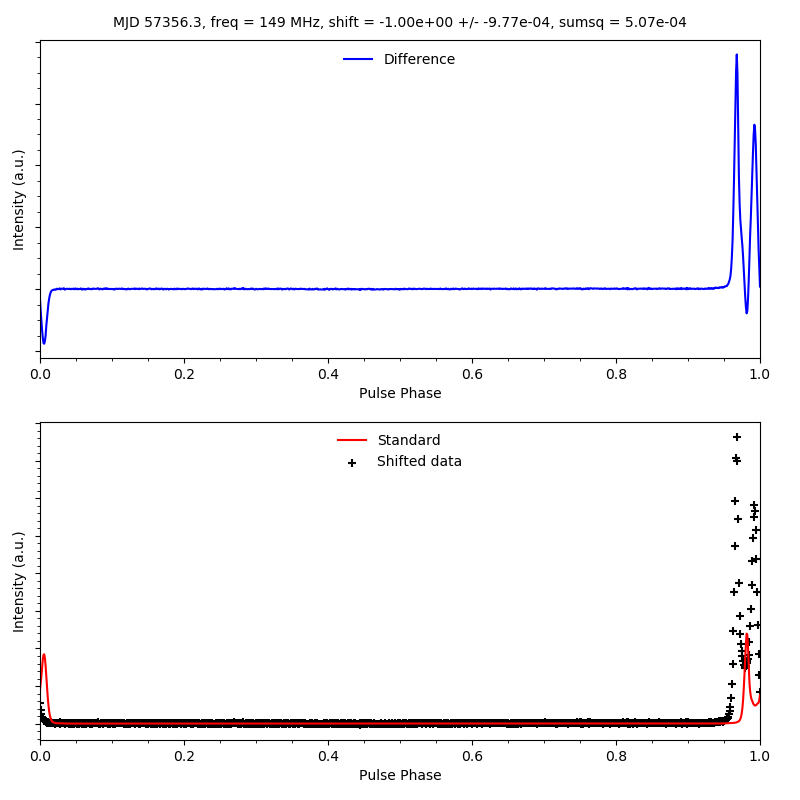 MJD 57356.3, freq = 149 MHz, shift = -1.00e+00 +/- -9.77e-04, sumsq = 5.07e-04
Difference
Intensity (a.u.)
0.0 0.2 0.4 0.6 0.8 1.0
Pulse Phase
Standard
Shifted data
Intensity (a.u.)
0.0 0.2 0.4 0.6 0.8 1.0
Pulse Phase